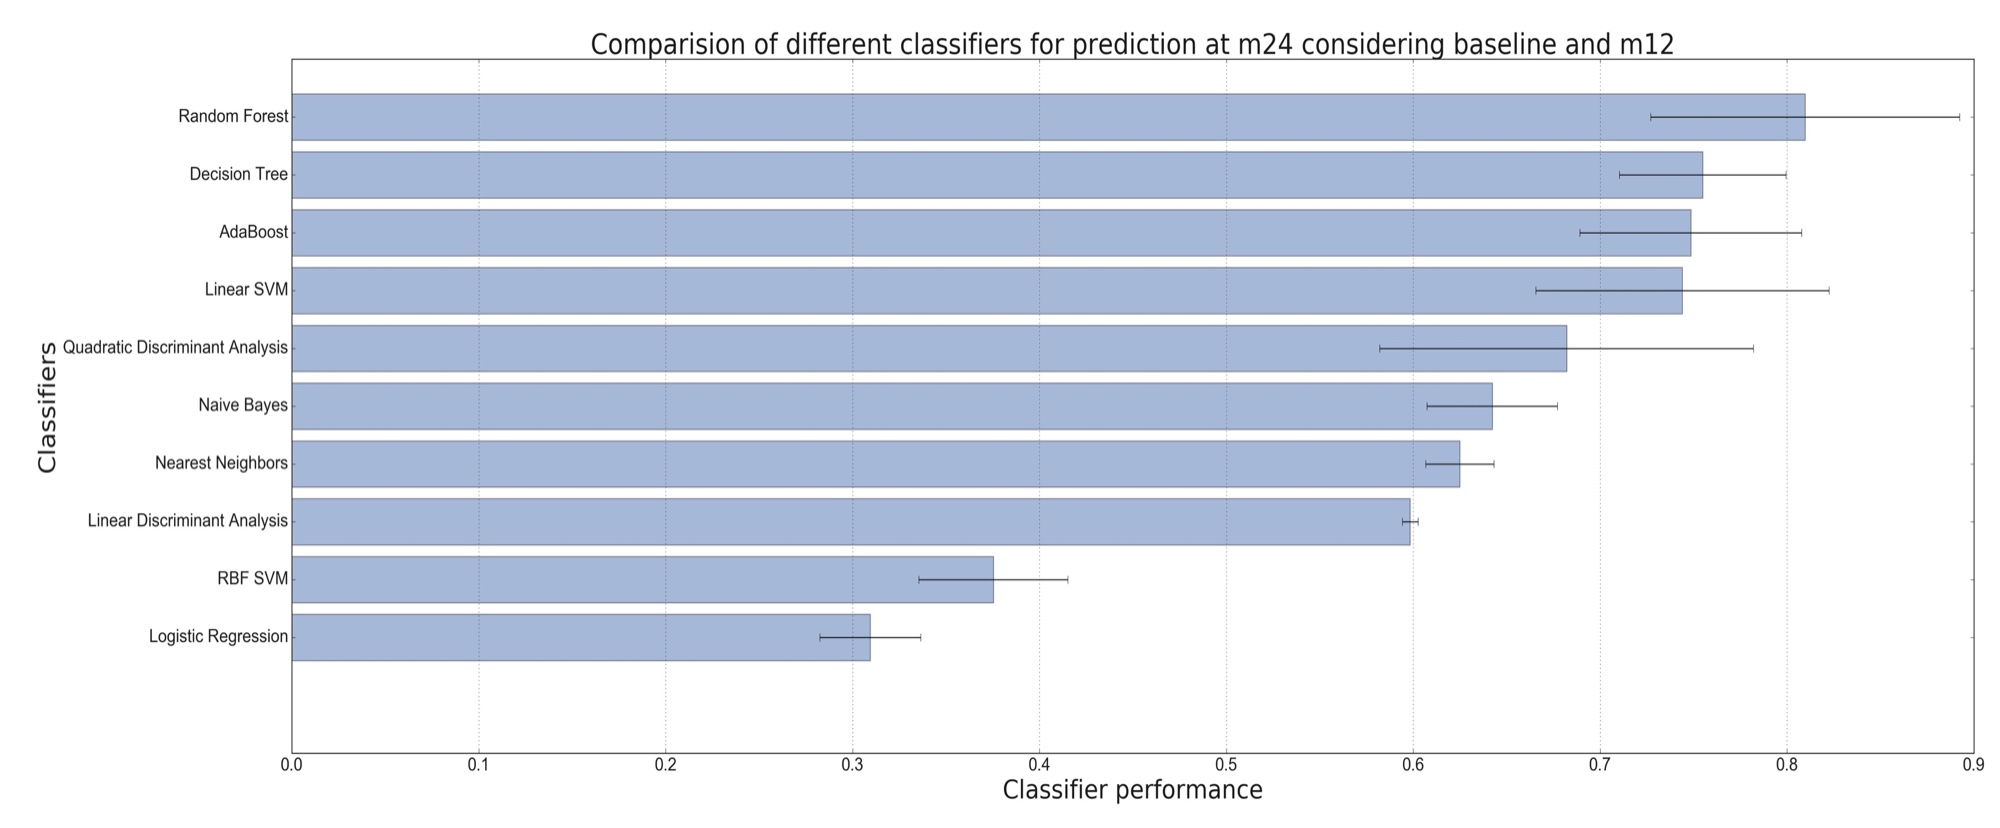 Comparision of different classifiers for prediction at m24 considering baseline and m12
Random Forest
Decision Tree
AdaBoost
Linear SVM
Quadratic Discriminant Analysis
Naive Bayes
Nearest Neighbors
Linear Discriminant Analysis
RBF SVM
Logistic Regression
Classifiers
0.0 0.1 0.2 0.3 0.4 0.5 0.6 0.7 0.8 0.9
Classifier performance